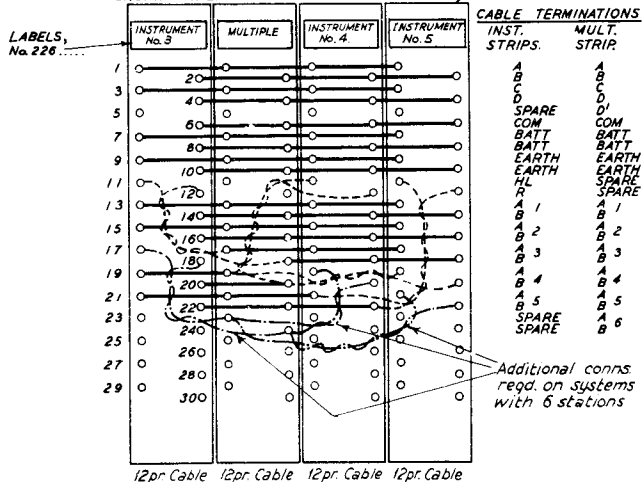 LABELS,
No. 226.....
INSTRUMENT No. 3
MULTIPLE
INSTRUMENT No. 4.
INSTRUMENT No. 5
CABLE TERMINATIONS
INST. STRIPS.
MULT. STRIP.
1 A A
2 B B
3 C C
4 D D
5 SPARE D'
6 COM COM
7 BATT BATT
8 BATT BATT
9 EARTH EARTH
10 EARTH EARTH
11 HL SPARE
12 R SPARE
13 A 1 A 1
14 B B
15 A 2 A 2
16 B B
17 A 3 A 3
18 B B
19 A 4 A 4
20 B B
21 A 5 A 5
22 B B
23 SPARE A 6
24 SPARE B
25
26
27
28
29
30
Additional conns.
reqd. on systems
with 6 stations
12pr. Cable 12pr. Cable 12pr. Cable 12pr. Cable